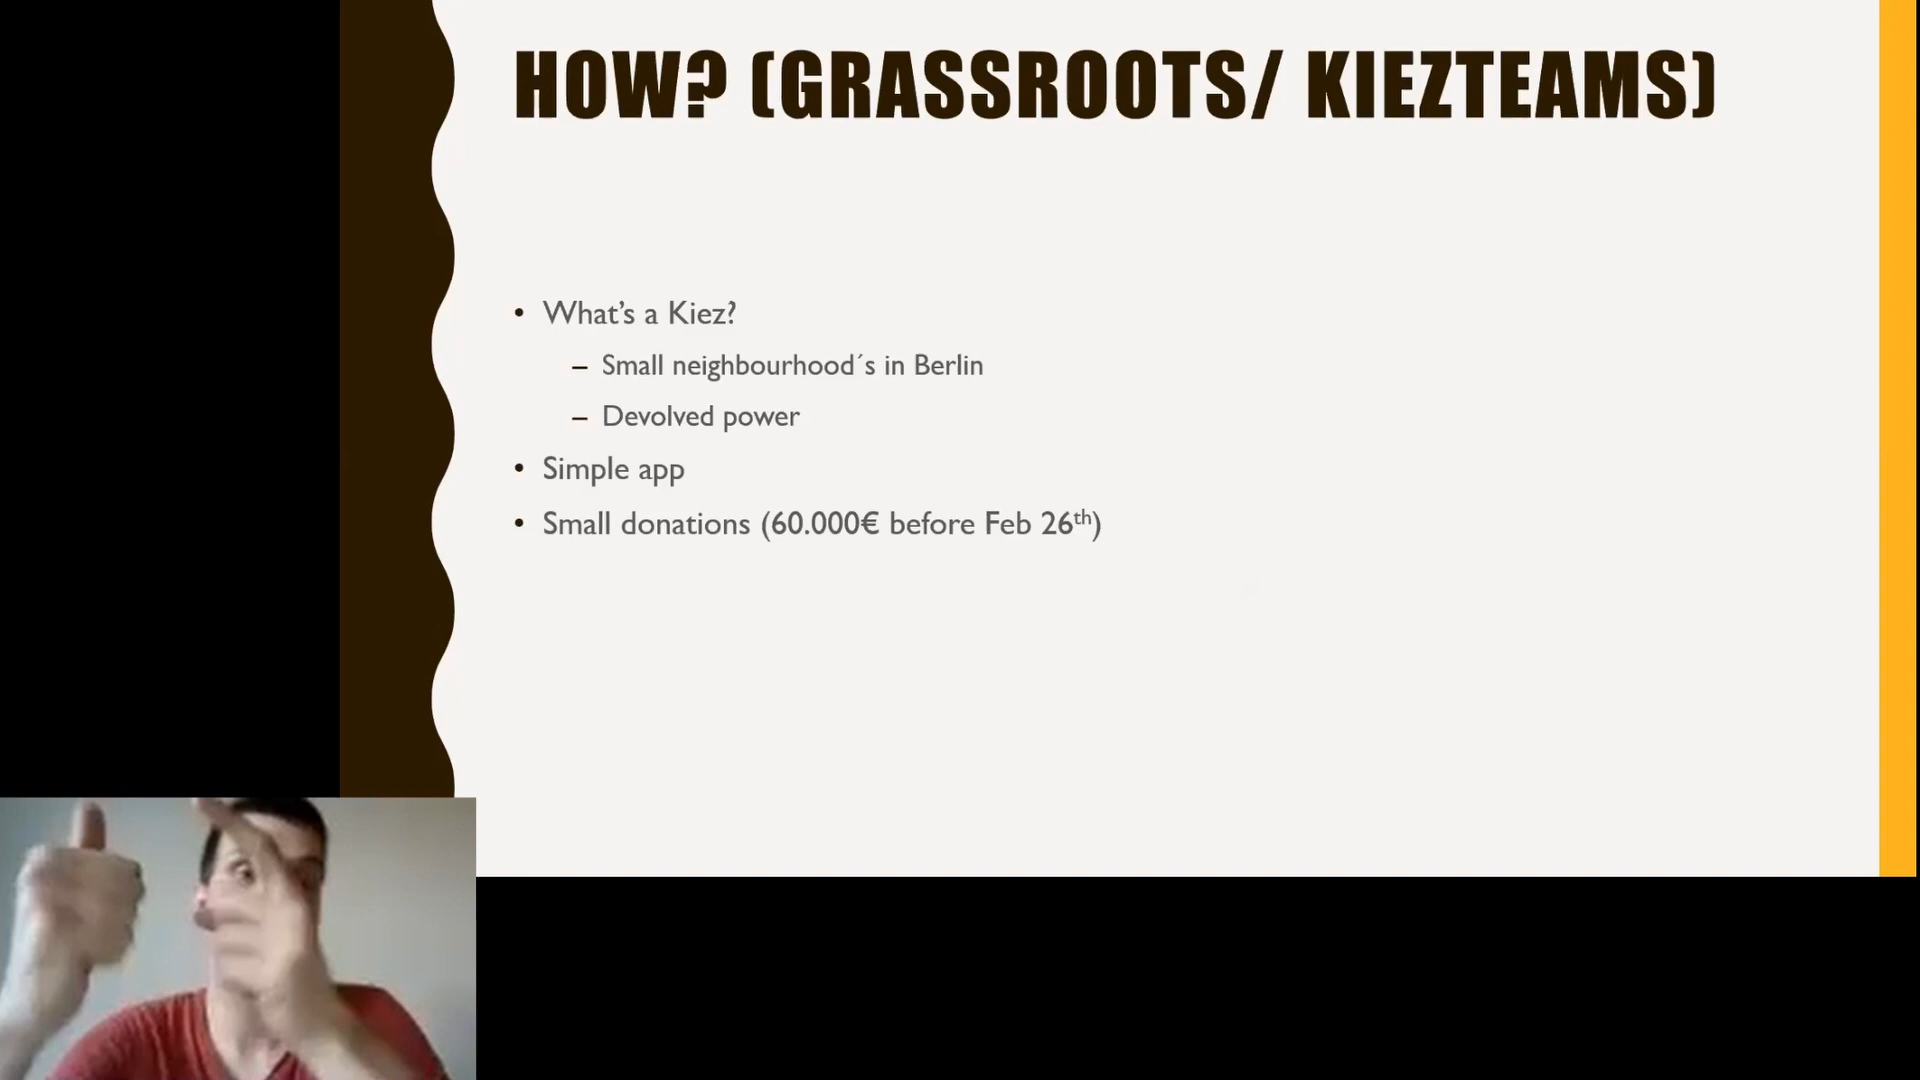 HOW? (GRASSROOTS/ KIEZTEAMS)
• What’s a Kiez?
– Small neighbourhood´s in Berlin
– Devolved power
• Simple app
• Small donations (60.000€ before Feb 26th)